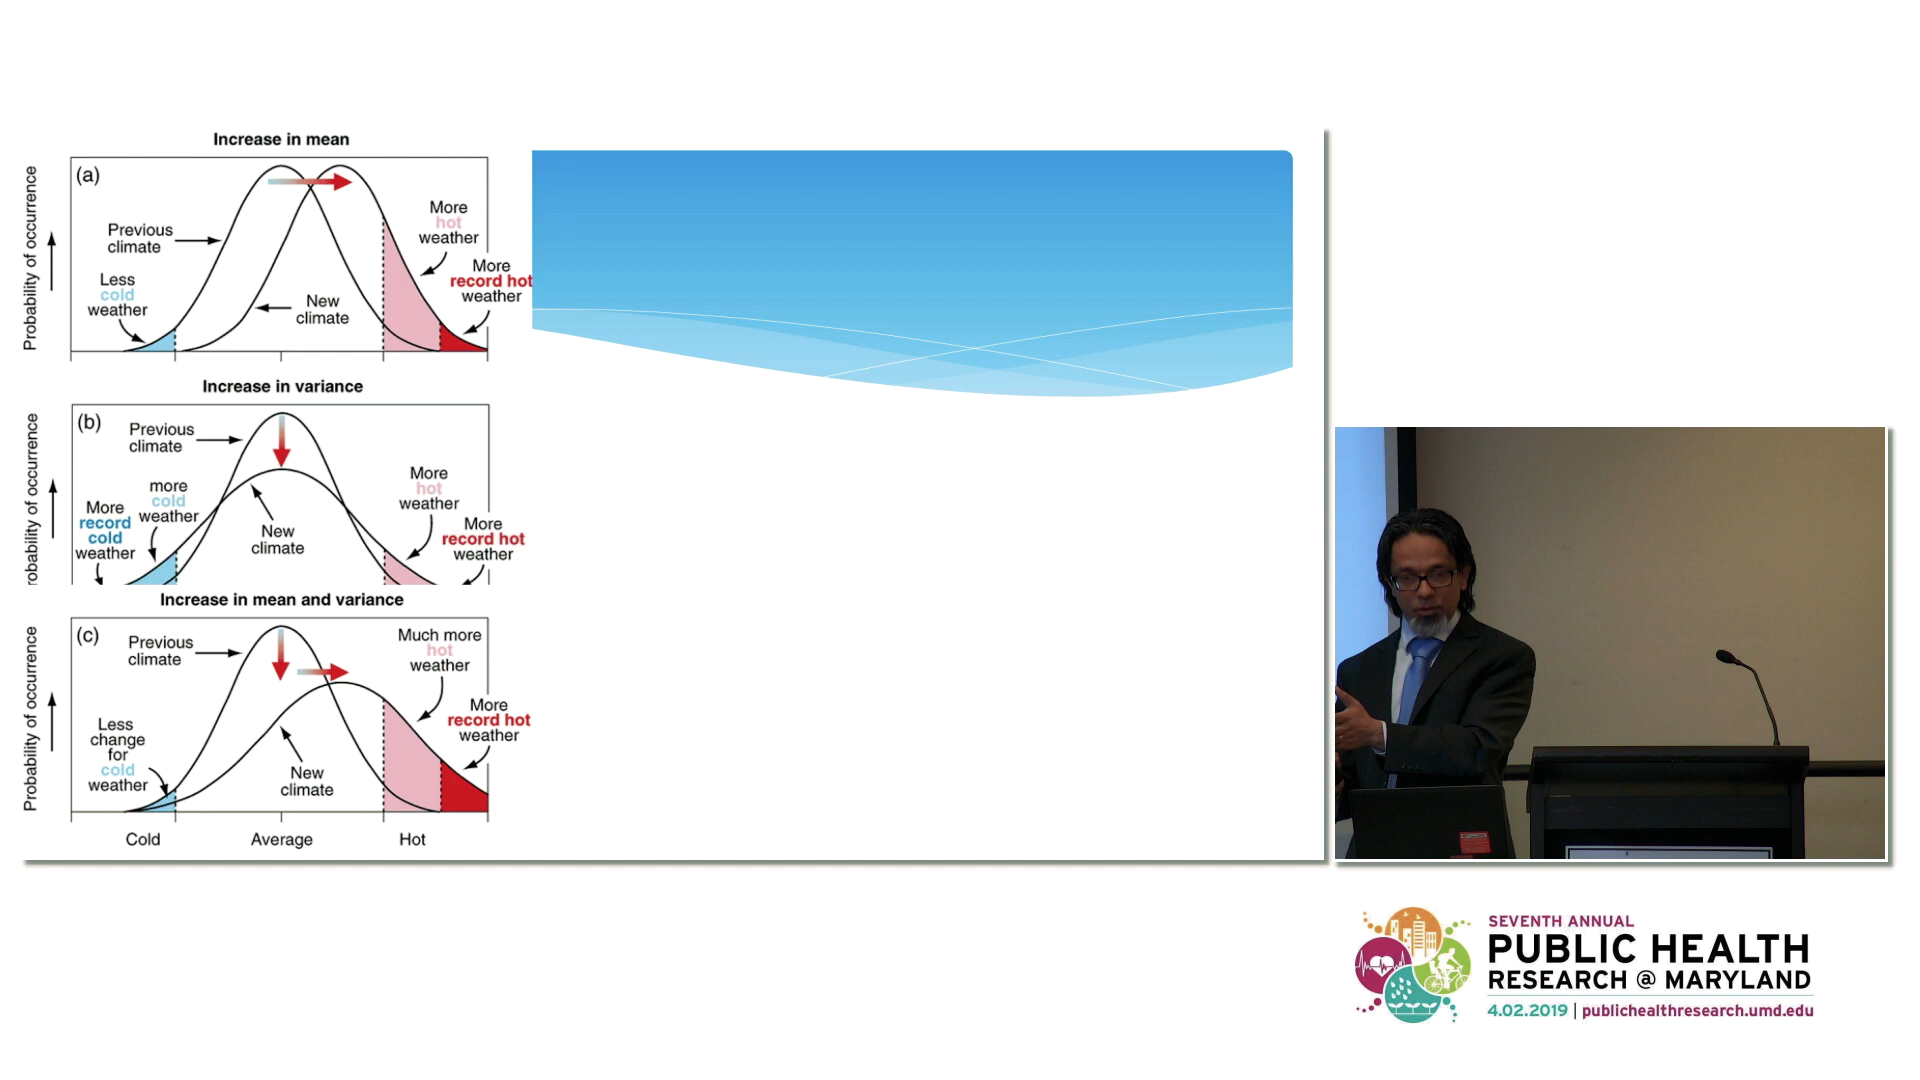 Increase in mean
(a)
Probability of occurrence
Previous
climate
Less
cold
weather
New
climate
More
hot
weather
More
record hot
weather
Increase in variance
(b)
robability of occurrence
Previous
climate
more
cold
weather
More
record
cold
weather
New
climate
More
hot
weather
More
record hot
weather
Increase in mean and variance
(c)
Probability of occurrence
Previous
climate
Less
change
for
cold
weather
New
climate
Much more
hot
weather
More
record hot
weather
Cold
Average
Hot
SEVENTH ANNUAL
PUBLIC HEALTH
RESEARCH @ MARYLAND
4.02.2019 | publichealthresearch.umd.edu